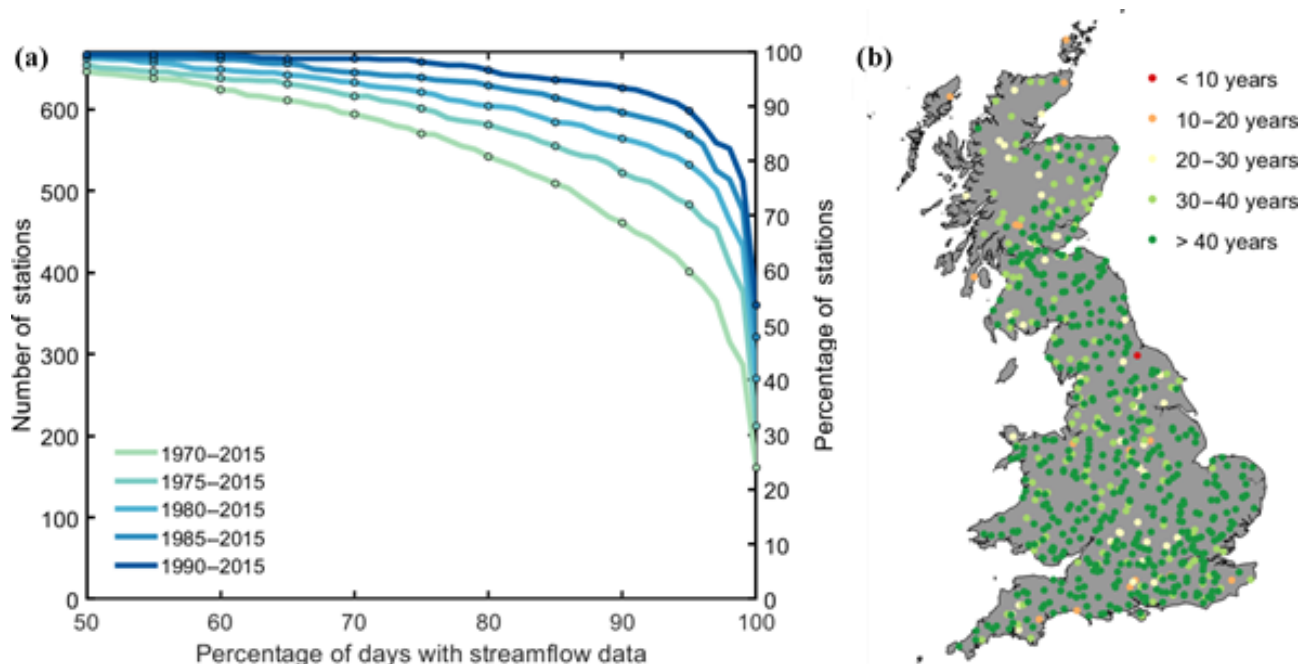 (a)
Number of stations
600
500
400
300
200
100
0
50
60
70
80
90
100
Percentage of days with streamflow data
100
90
80
70
60
50
40
30
20
10
0
Percentage of stations
1970–2015
1975–2015
1980–2015
1985–2015
1990–2015
(b)
< 10 years
10–20 years
20–30 years
30–40 years
> 40 years